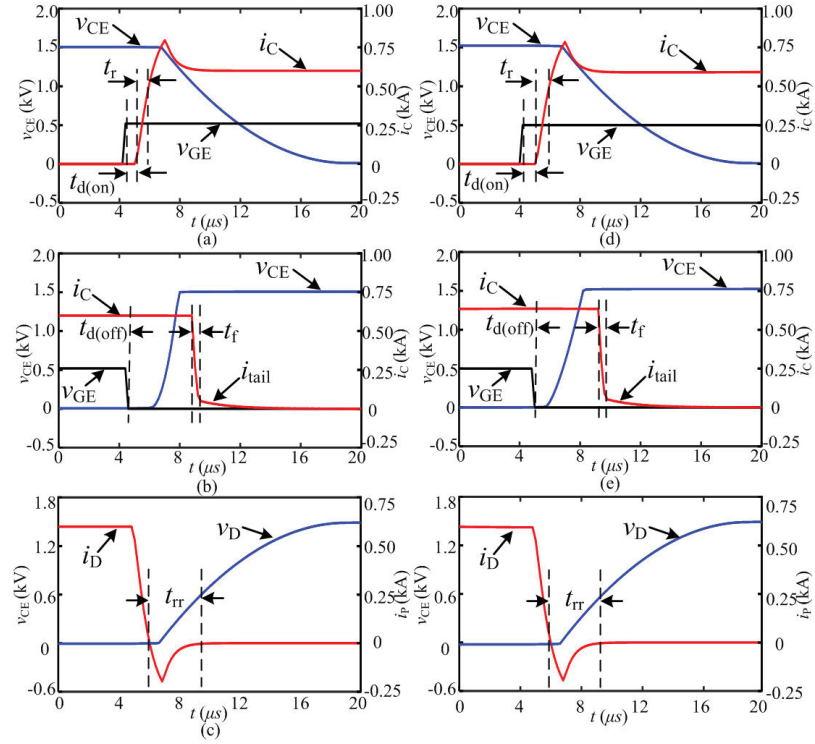 2.0
1.5
1.0
0.5
0
-0.5
v_CE (kV)
v_CE
i_C
t_r
v_GE
t_d(on)
1.00
0.75
0.50
0.25
0
-0.25
i_C (kA)
0 4 8 12 16 20
t (μs)
(a)
2.0
1.5
1.0
0.5
0
-0.5
v_CE (kV)
v_CE
i_C
t_r
v_GE
t_d(on)
1.00
0.75
0.50
0.25
0
-0.25
i_C (kA)
0 4 8 12 16 20
t (μs)
(d)
2.0
1.5
1.0
0.5
0
-0.5
v_CE (kV)
v_CE
i_C
t_d(off)
t_f
v_GE
i_tail
1.00
0.75
0.50
0.25
0
-0.25
i_C (kA)
0 4 8 12 16 20
t (μs)
(b)
2.0
1.5
1.0
0.5
0
-0.5
v_CE (kV)
v_CE
i_C
t_d(off)
t_f
v_GE
i_tail
1.00
0.75
0.50
0.25
0
-0.25
i_C (kA)
0 4 8 12 16 20
t (μs)
(e)
1.8
1.2
0.6
0
-0.6
v_CE (kV)
v_D
i_D
t_rr
0.75
0.50
0.25
0
-0.25
i_P (kA)
0 4 8 12 16 20
t (μs)
(c)
1.8
1.2
0.6
0
-0.6
v_CE (kV)
v_D
i_D
t_rr
0.75
0.50
0.25
0
-0.25
i_P (kA)
0 4 8 12 16 20
t (μs)